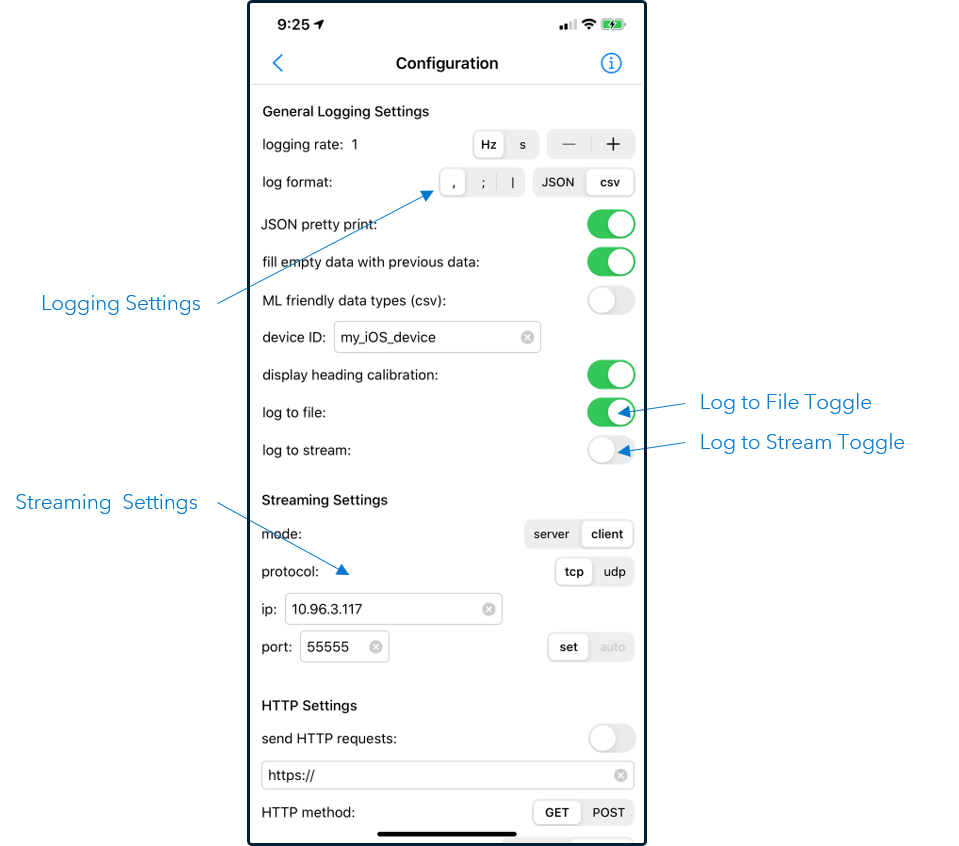 9:25
Configuration
General Logging Settings
logging rate: 1 Hz s — +
log format: , ; | JSON csv
JSON pretty print:
fill empty data with previous data:
Logging Settings
ML friendly data types (csv):
device ID: my_iOS_device
display heading calibration:
log to file:
Log to File Toggle
log to stream:
Log to Stream Toggle
Streaming Settings
Streaming Settings
mode: server client
protocol: tcp udp
ip: 10.96.3.117
port: 55555 set auto
HTTP Settings
send HTTP requests:
https://
HTTP method: GET POST